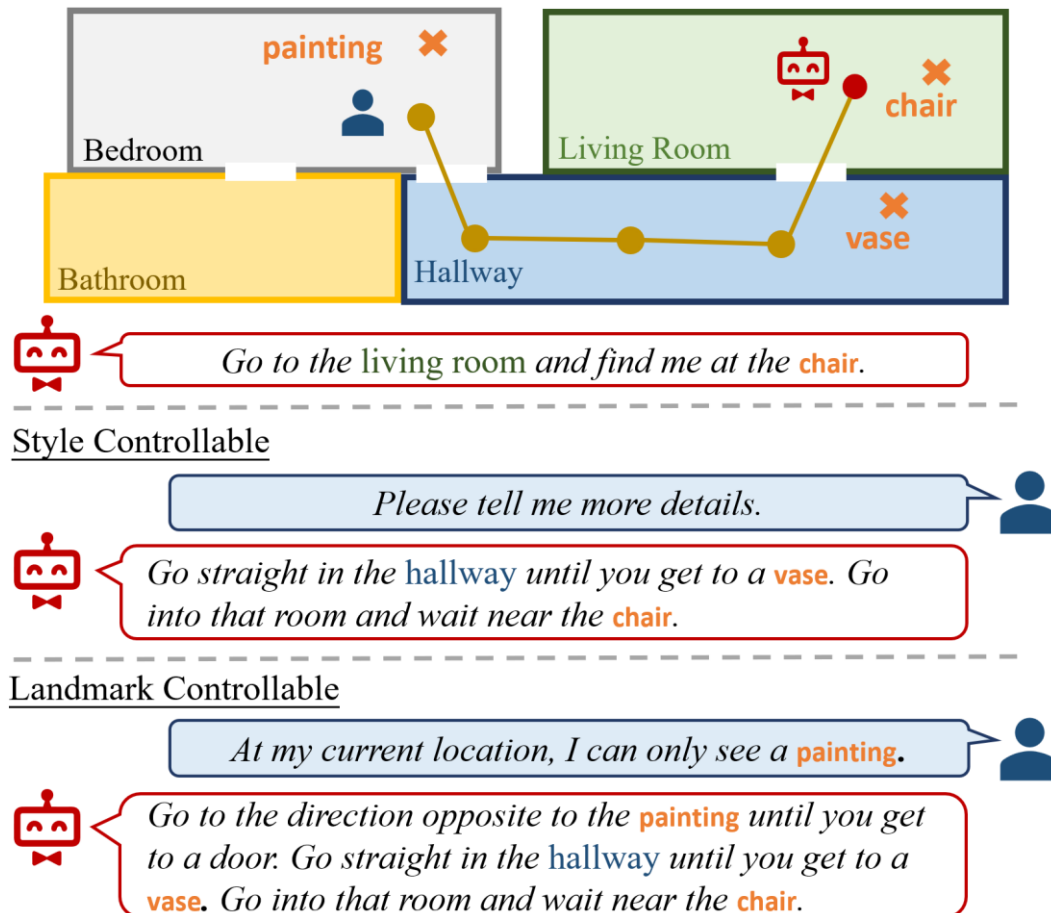 painting
chair
Bedroom
Living Room
vase
Bathroom
Hallway
Go to the living room and find me at the chair.
Style Controllable
Please tell me more details.
Go straight in the hallway until you get to a vase. Go
into that room and wait near the chair.
Landmark Controllable
At my current location, I can only see a painting.
Go to the direction opposite to the painting until you get
to a door. Go straight in the hallway until you get to a
vase. Go into that room and wait near the chair.